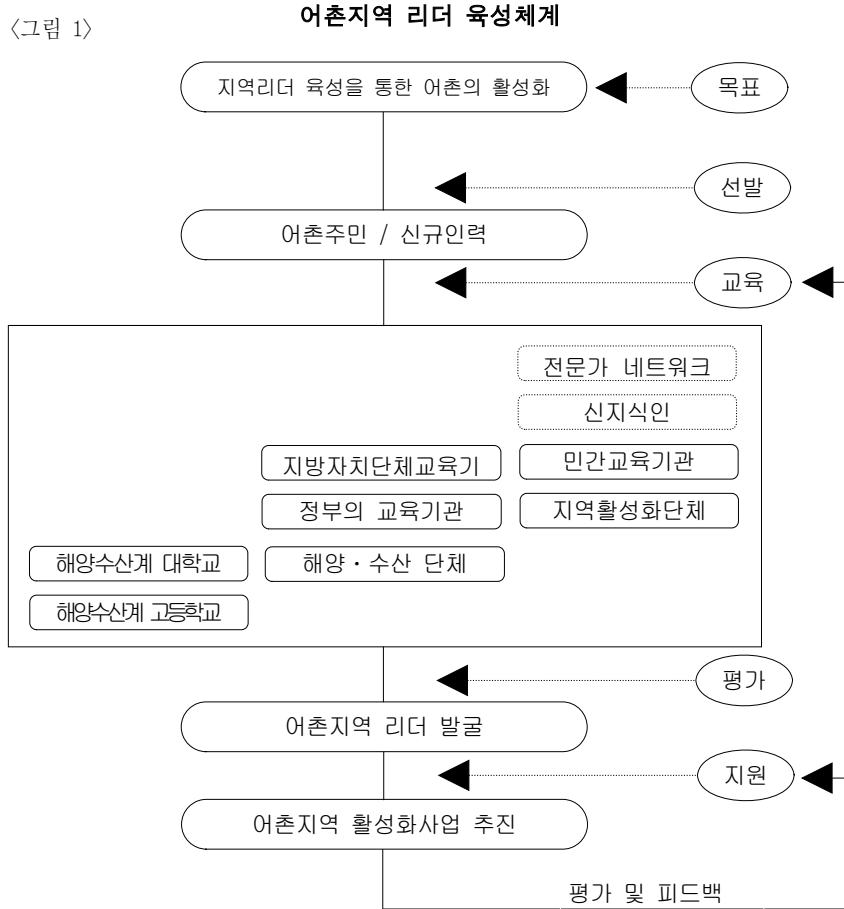 〈그림 1〉
어촌지역 리더 육성체계
지역리더 육성을 통한 어촌의 활성화
목표
선발
어촌주민 / 신규인력
교육
전문가 네트워크
신지식인
지방자치단체교육기
민간교육기관
정부의 교육기관
지역활성화단체
해양수산계 대학교
해양・수산 단체
해양수산계 고등학교
평가
어촌지역 리더 발굴
지원
어촌지역 활성화사업 추진
평가 및 피드백